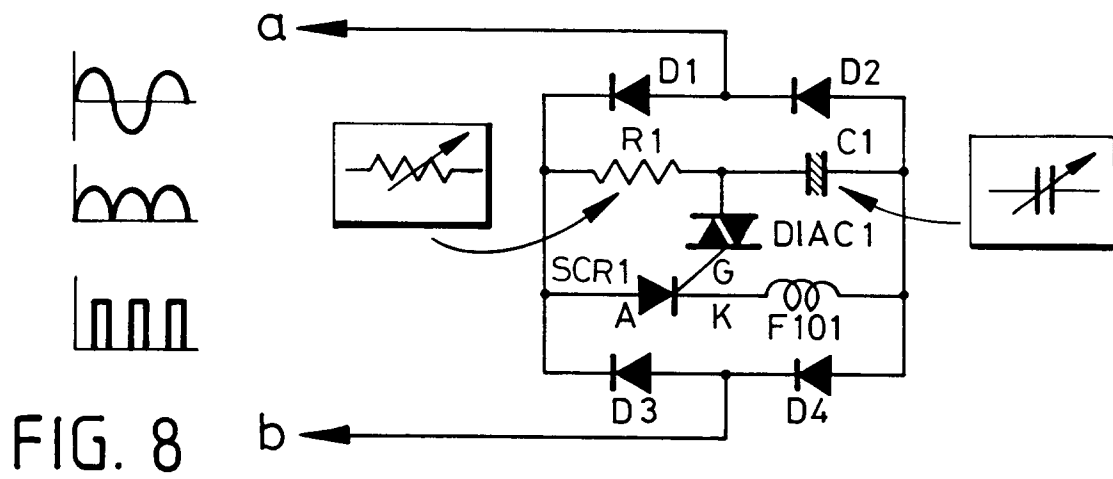 a
D1 D2
R1 C1
DIAC1
SCR1 G
A K F101
D3 D4
FIG. 8 b